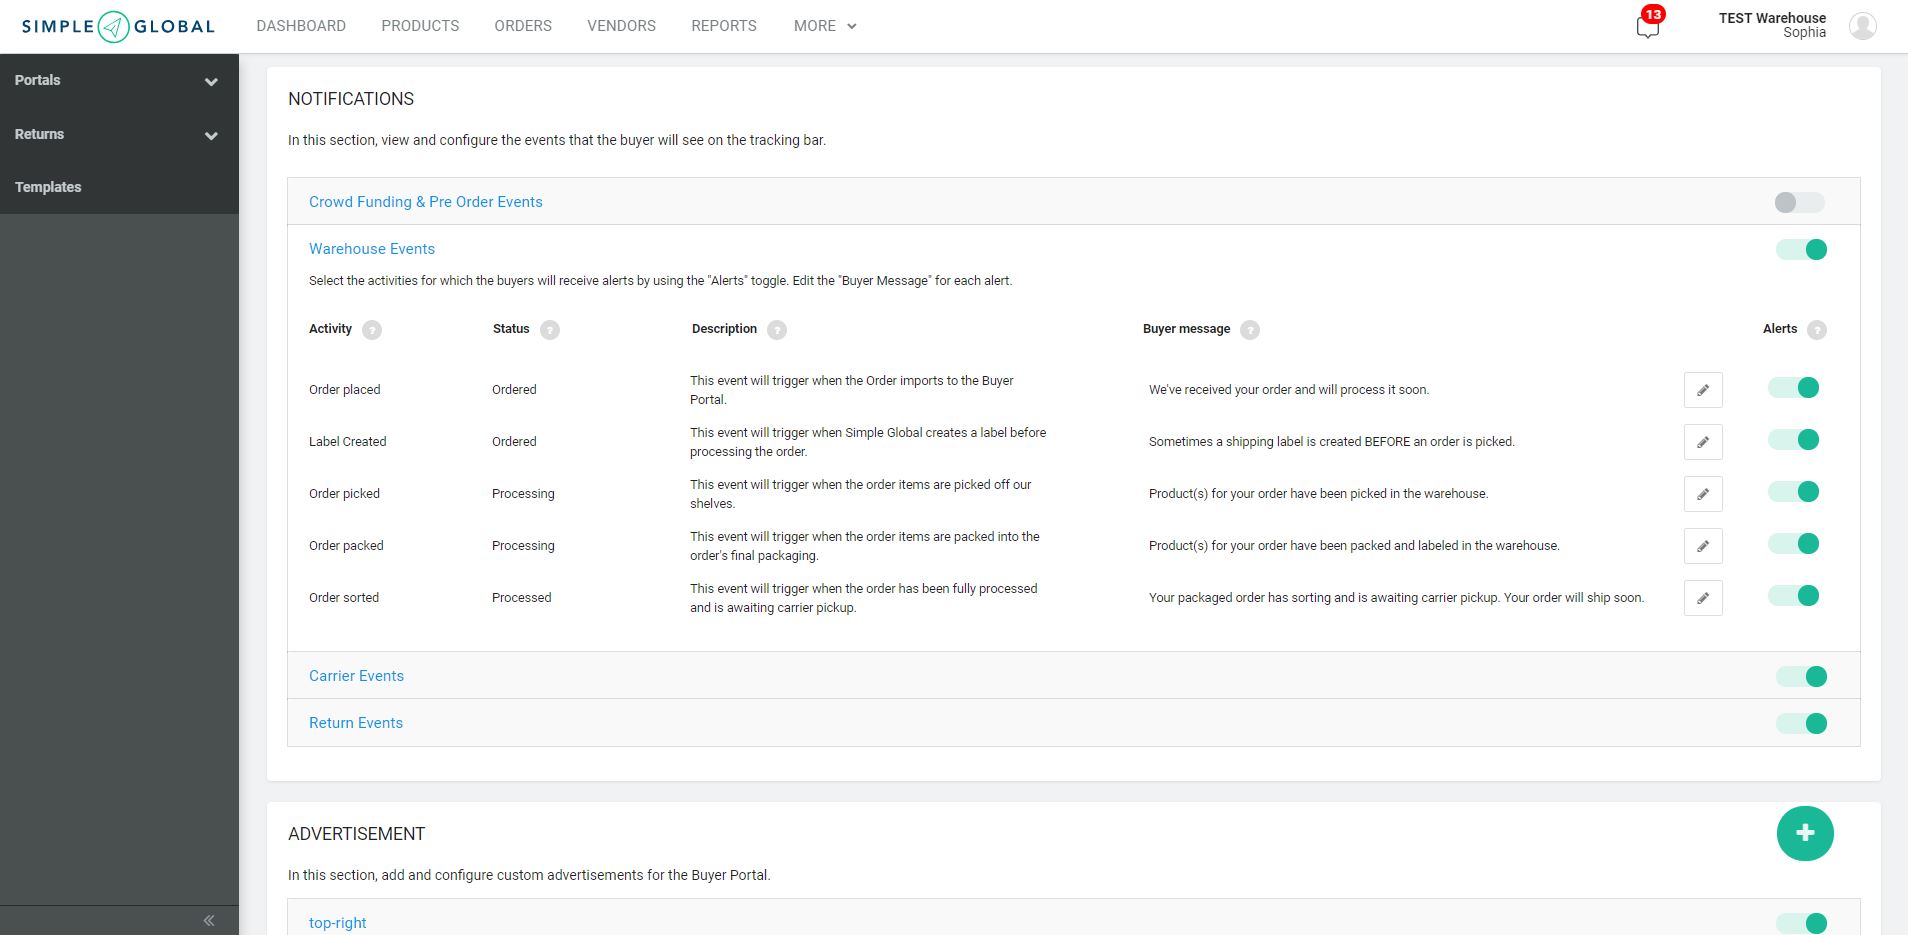 SIMPLE GLOBAL
DASHBOARD PRODUCTS ORDERS VENDORS REPORTS MORE
13
TEST Warehouse
Sophia
Portals
Returns
Templates
NOTIFICATIONS
In this section, view and configure the events that the buyer will see on the tracking bar.
Crowd Funding & Pre Order Events
Warehouse Events
Select the activities for which the buyers will receive alerts by using the "Alerts" toggle. Edit the "Buyer Message" for each alert.
Activity ? Status ? Description ? Buyer message ? Alerts ?
Order placed
Ordered
This event will trigger when the Order imports to the Buyer
Portal.
We've received your order and will process it soon.
Label Created
Ordered
This event will trigger when Simple Global creates a label before
processing the order.
Sometimes a shipping label is created BEFORE an order is picked.
Order picked
Processing
This event will trigger when the order items are picked off our
shelves.
Product(s) for your order have been picked in the warehouse.
Order packed
Processing
This event will trigger when the order items are packed into the
order's final packaging.
Product(s) for your order have been packed and labeled in the warehouse.
Order sorted
Processed
This event will trigger when the order has been fully processed
and is awaiting carrier pickup.
Your packaged order has sorting and is awaiting carrier pickup. Your order will ship soon.
Carrier Events
Return Events
ADVERTISEMENT
In this section, add and configure custom advertisements for the Buyer Portal.
top-right